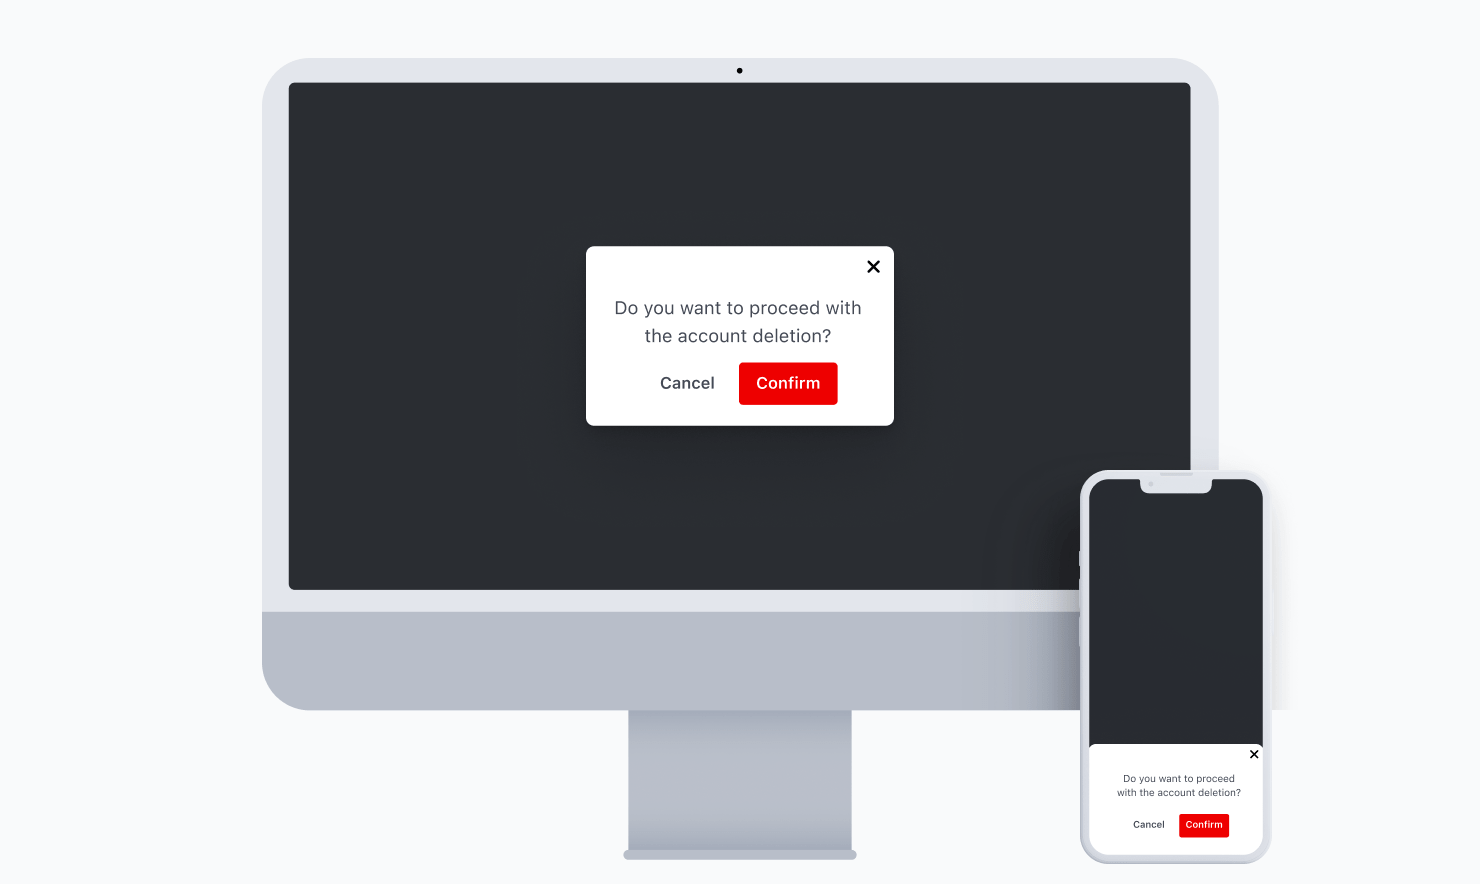 Do you want to proceed with
the account deletion?
Cancel
Confirm
Do you want to proceed
with the account deletion?
Cancel
Confirm